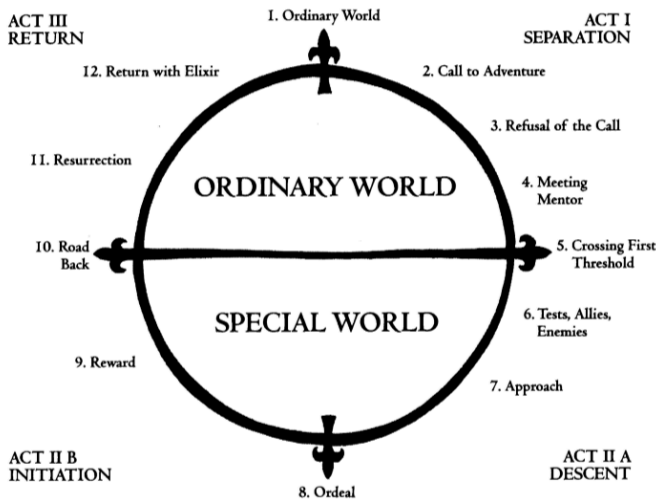 ACT III
RETURN
1. Ordinary World
ACT I
SEPARATION
12. Return with Elixir
2. Call to Adventure
3. Refusal of the Call
11. Resurrection
ORDINARY WORLD
4. Meeting
Mentor
10. Road
Back
5. Crossing First
Threshold
SPECIAL WORLD
6. Tests, Allies,
Enemies
9. Reward
7. Approach
ACT II B
INITIATION
ACT II A
DESCENT
8. Ordeal